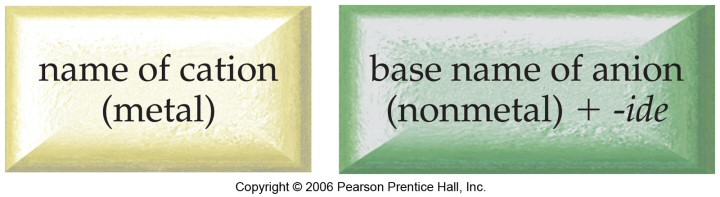 name of cation
(metal)
base name of anion
(nonmetal) + -ide
Copyright © 2006 Pearson Prentice Hall, Inc.